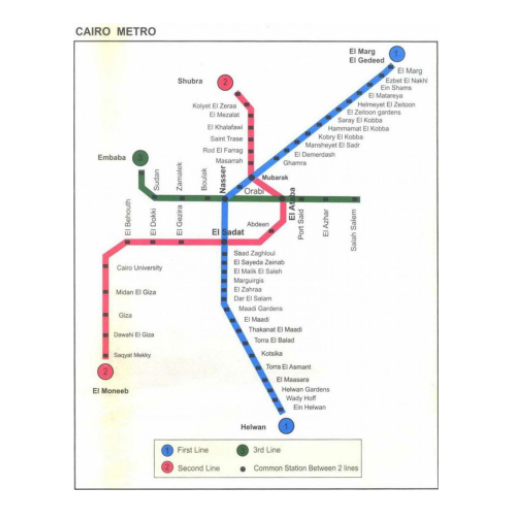 CAIRO METRO
El Marg
El Gedeed
1
El Marg
Ezbet El Nakhl
Ein Shams
El Matareya
Helmeyet El Zeitoon
El Zeitoon gardens
Saray El Kobba
Hammamat El Kobba
Kobry El Kobba
Mansheyet El Sadr
El Demerdash
Ghamra
Shubra
2
Koiyet El Zeraa
El Mezalat
El Khalafawi
Saint Trase
Rod El Farrag
Masarrah
Mubarak
Embaba
3
Sudan
Zamalek
Boulak
Nasser
Orabi
El Ataba
Port Said
El Azhar
Salah Salem
Abdeen
El Behouth
El Dokki
El Gezira
El Sadat
Cairo University
Midan El Giza
Giza
Dawahi El Giza
Saqyat Mekky
2
El Moneeb
Saad Zaghloul
El Sayeda Zeinab
El Malik El Saleh
Marguirgis
El Zahraa
Dar El Salam
Maadi Gardens
El Maadi
Thakanat El Maadi
Torra El Balad
Kotsika
Torra El Asmant
El Maasara
Helwan Gardens
Wady Hoff
Ein Helwan
Helwan
1
1 First Line
3 3rd Line
2 Second Line
Common Station Between 2 lines